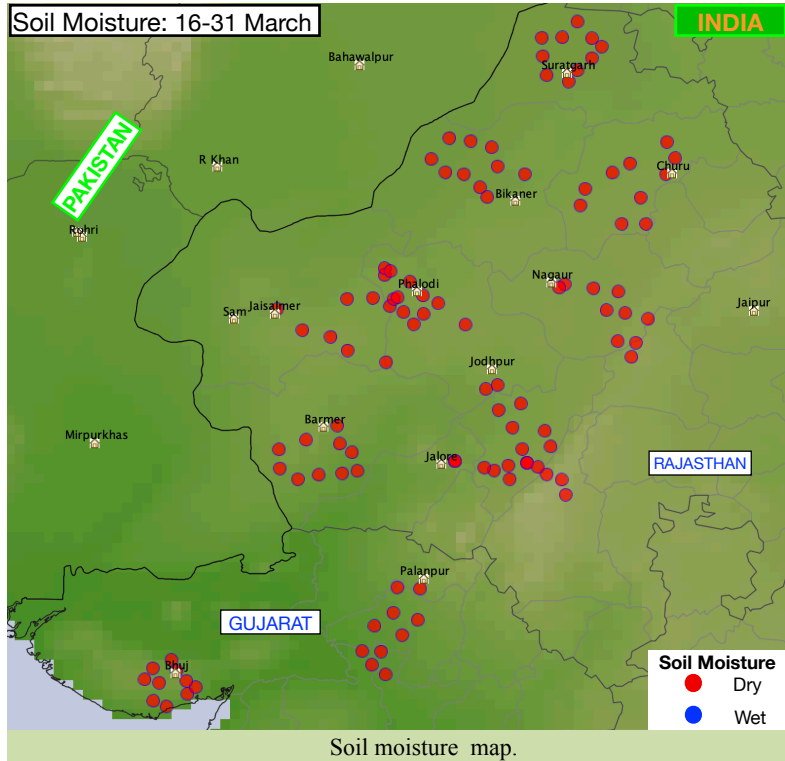 Soil Moisture: 16-31 March
INDIA
Bahawalpur
Suratgarh
PAKISTAN
R Khan
Churu
Bikaner
Rohri
Phalodi
Nagaur
Jaisalmer
Sam
Jaipur
Jodhpur
Barmer
Mirpurkhas
Jalore
RAJASTHAN
Palanpur
GUJARAT
Bhuj
Soil Moisture
Dry
Wet
Soil moisture map.